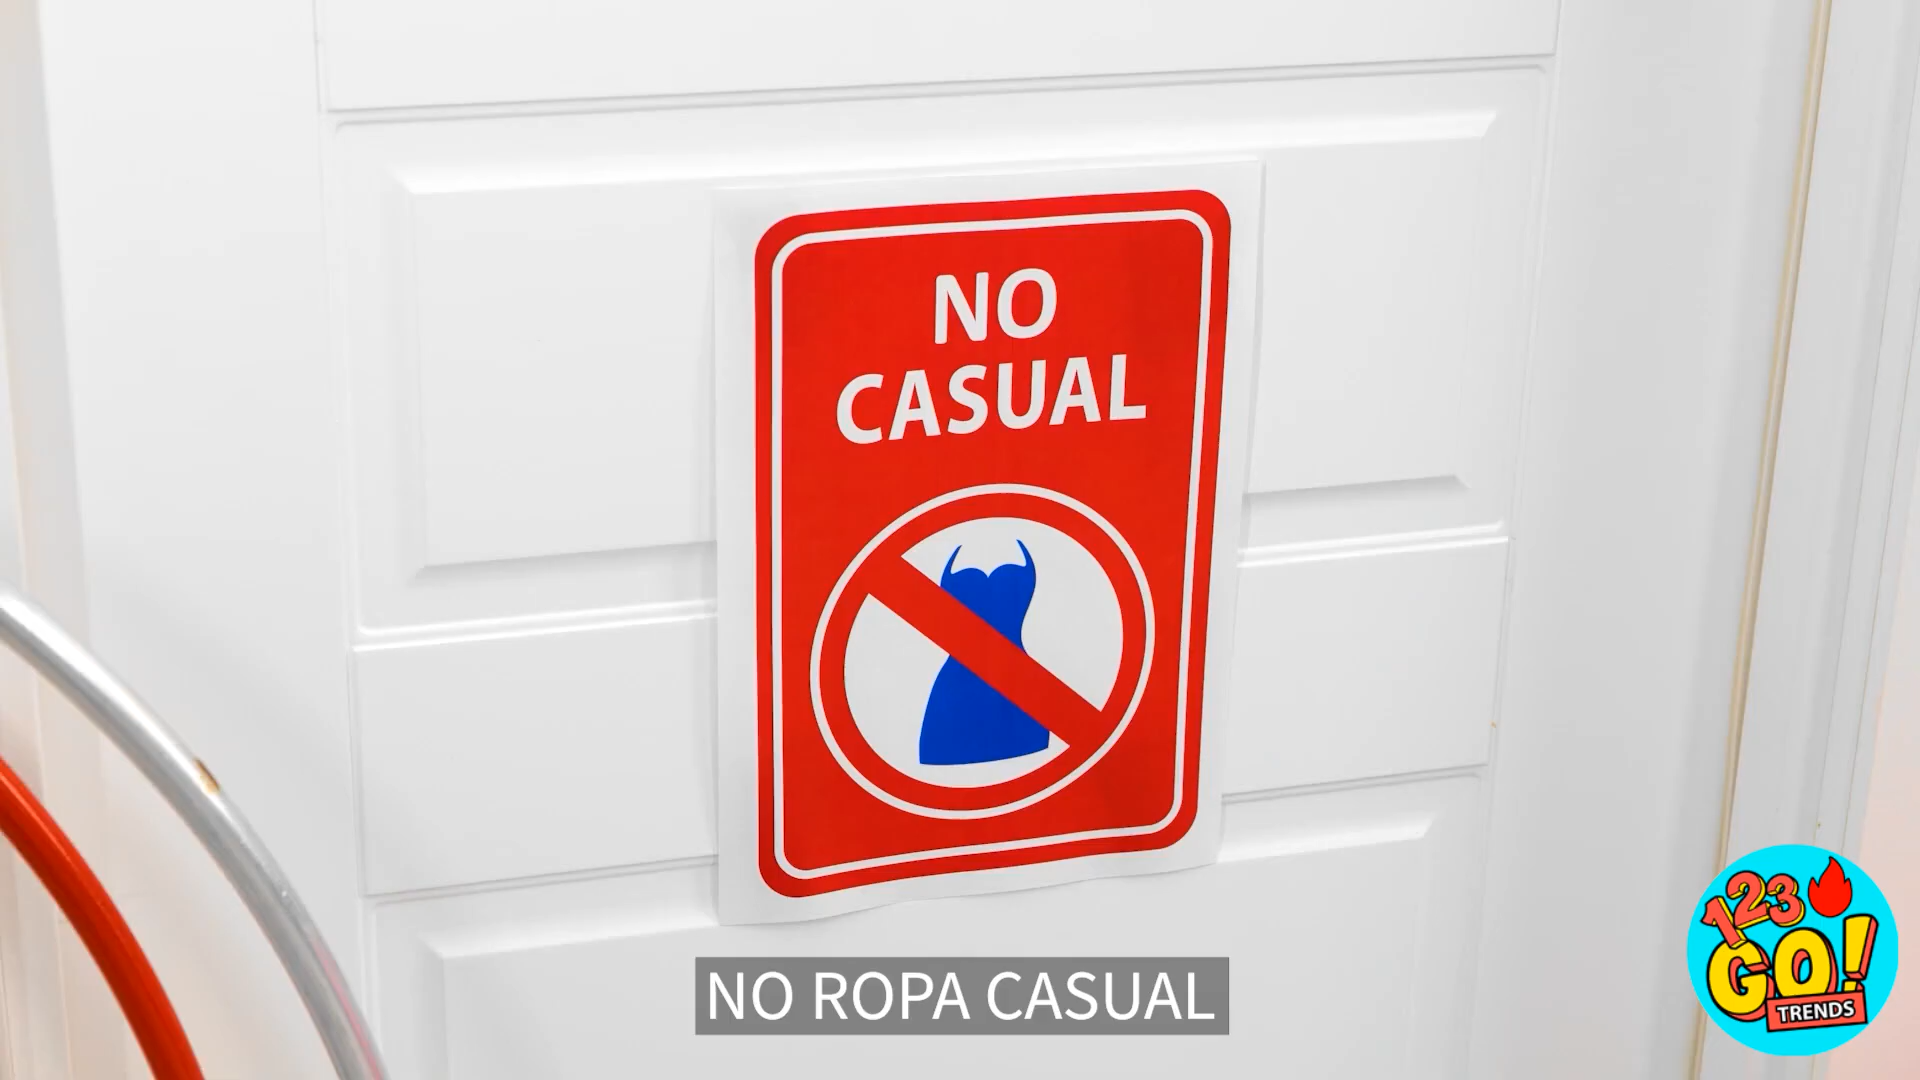 NO
CASUAL
NO ROPA CASUAL
123
GO!
TRENDS